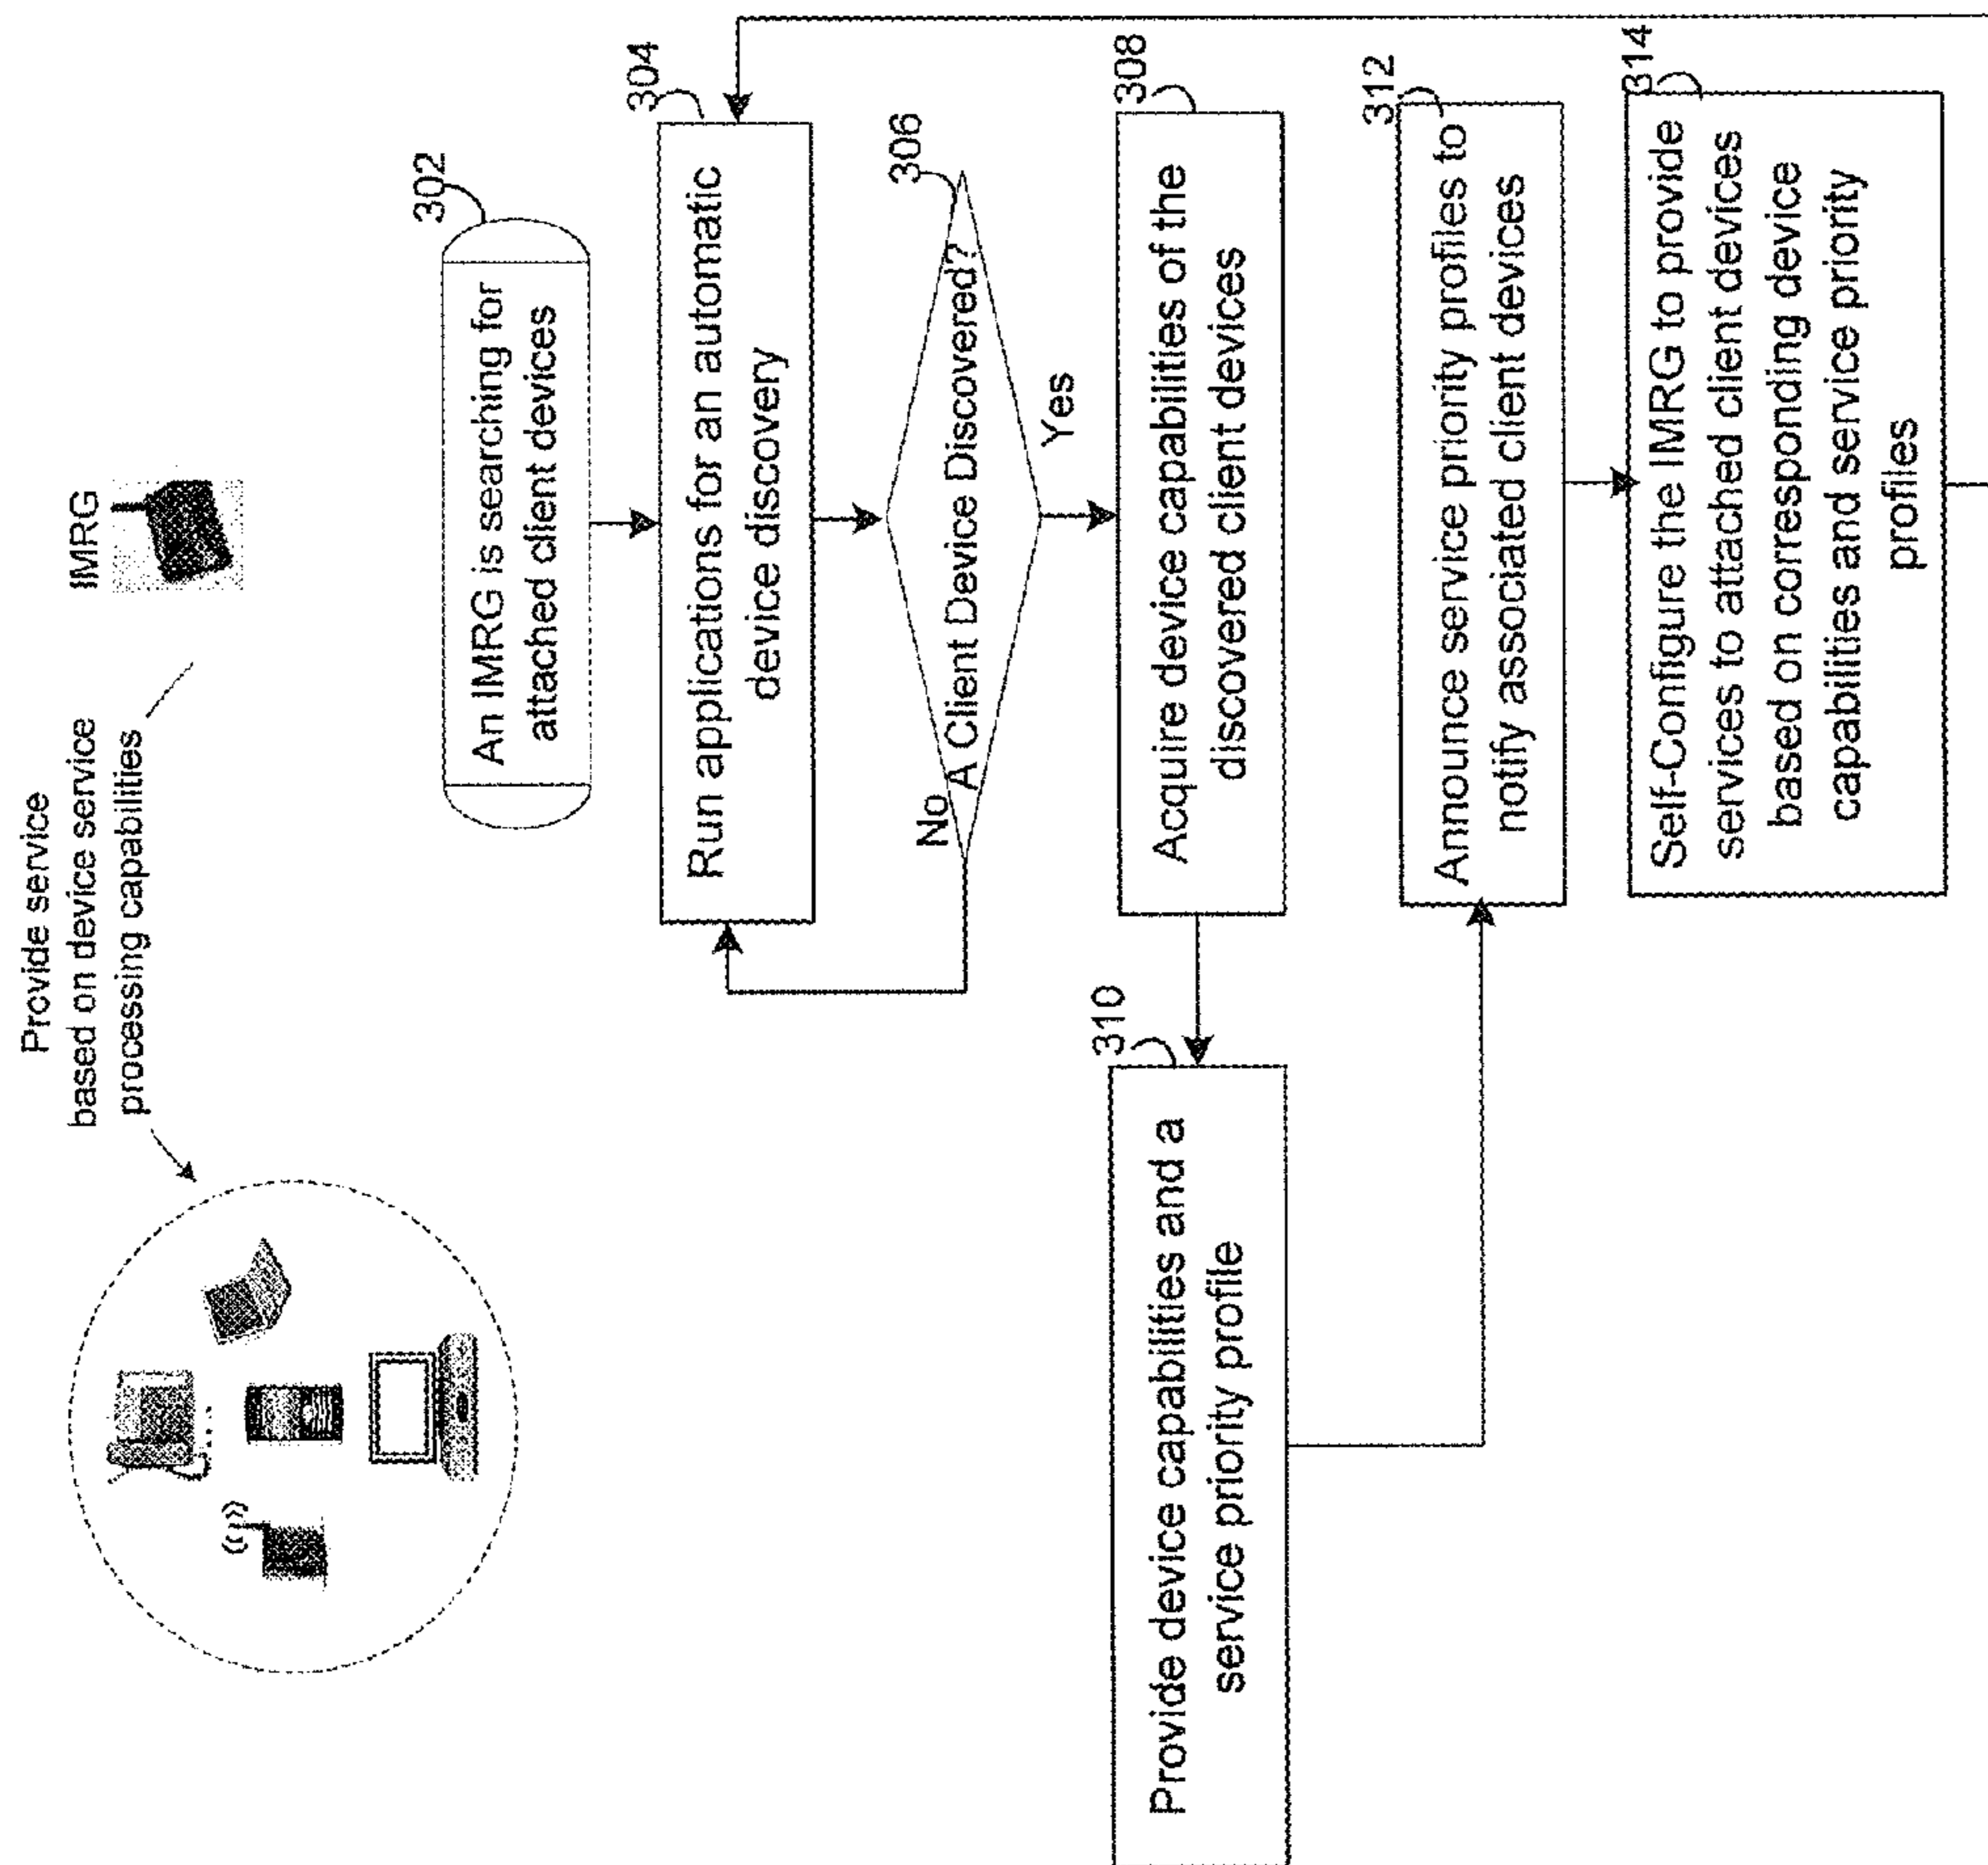 Provide service
based on device service
processing capabilities
IMRG
302
An IMRG is searching for
attached client devices
304
Run applications for an automatic
device discovery
306
A Client Device Discovered?
No
Yes
308
Acquire device capabilities of the
discovered client devices
310
Provide device capabilities and a
service priority profile
312
Announce service priority profiles to
notify associated client devices
314
Self-Configure the IMRG to provide
services to attached client devices
based on corresponding device
capabilities and service priority
profiles